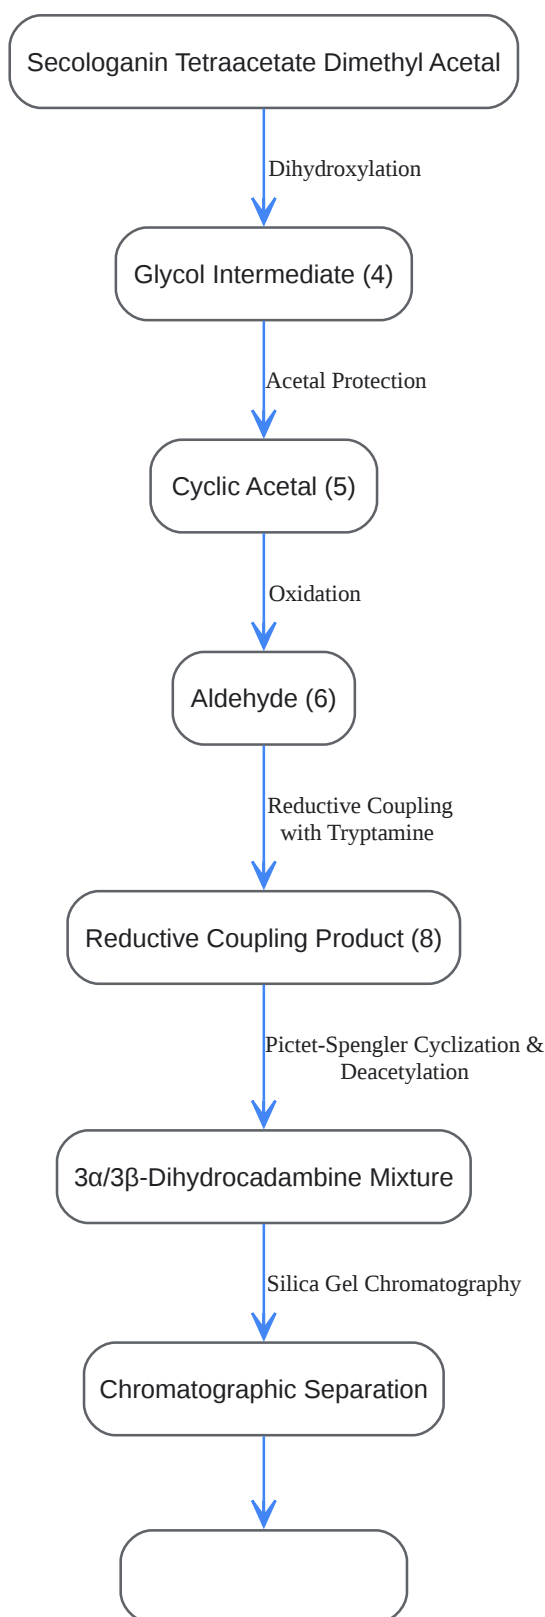 Secologanin Tetraacetate Dimethyl Acetal
Dihydroxylation
Glycol Intermediate (4)
Acetal Protection
Cyclic Acetal (5)
Oxidation
Aldehyde (6)
Reductive Coupling
with Tryptamine
Reductive Coupling Product (8)
Pictet-Spengler Cyclization &
Deacetylation
3α/3β-Dihydrocadambine Mixture
Silica Gel Chromatography
Chromatographic Separation